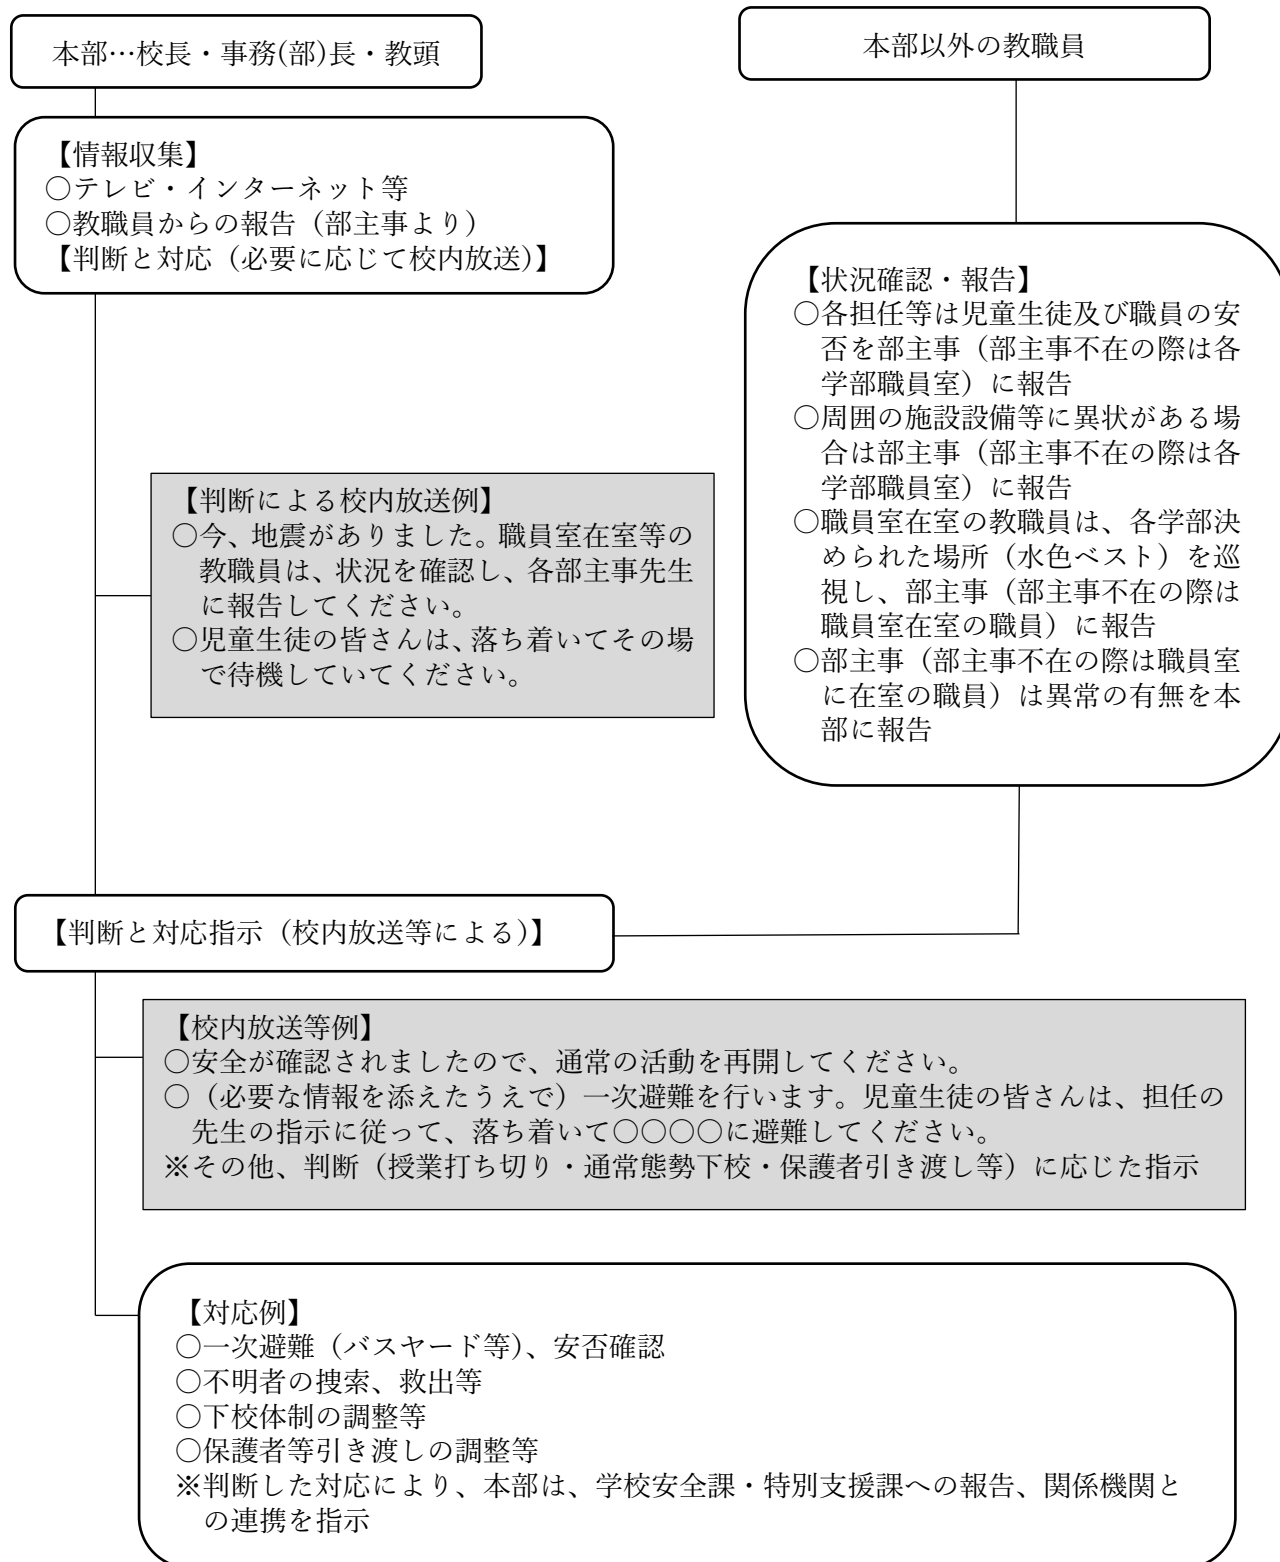 本部…校長・事務(部)長・教頭
本部以外の教職員
【情報収集】
○テレビ・インターネット等
○教職員からの報告（部主事より）
【判断と対応（必要に応じて校内放送）】
【状況確認・報告】
○各担任等は児童生徒及び職員の安
否を部主事（部主事不在の際は各
学部職員室）に報告
○周囲の施設設備等に異状がある場
合は部主事（部主事不在の際は各
学部職員室）に報告
○職員室在室の教職員は、各学部決
められた場所（水色ベスト）を巡
視し、部主事（部主事不在の際は
職員室在室の職員）に報告
○部主事（部主事不在の際は職員室
に在室の職員）は異常の有無を本
部に報告
【判断による校内放送例】
○今、地震がありました。職員室在室等の
教職員は、状況を確認し、各部主事先生
に報告してください。
○児童生徒の皆さんは、落ち着いてその場
で待機していてください。
【判断と対応指示（校内放送等による）】
【校内放送等例】
○安全が確認されましたので、通常の活動を再開してください。
○（必要な情報を添えたうえで）一次避難を行います。児童生徒の皆さんは、担任の
先生の指示に従って、落ち着いて○○○○に避難してください。
※その他、判断（授業打ち切り・通常態勢下校・保護者引き渡し等）に応じた指示
【対応例】
○一次避難（バスヤード等）、安否確認
○不明者の捜索、救出等
○下校体制の調整等
○保護者等引き渡しの調整等
※判断した対応により、本部は、学校安全課・特別支援課への報告、関係機関と
の連携を指示